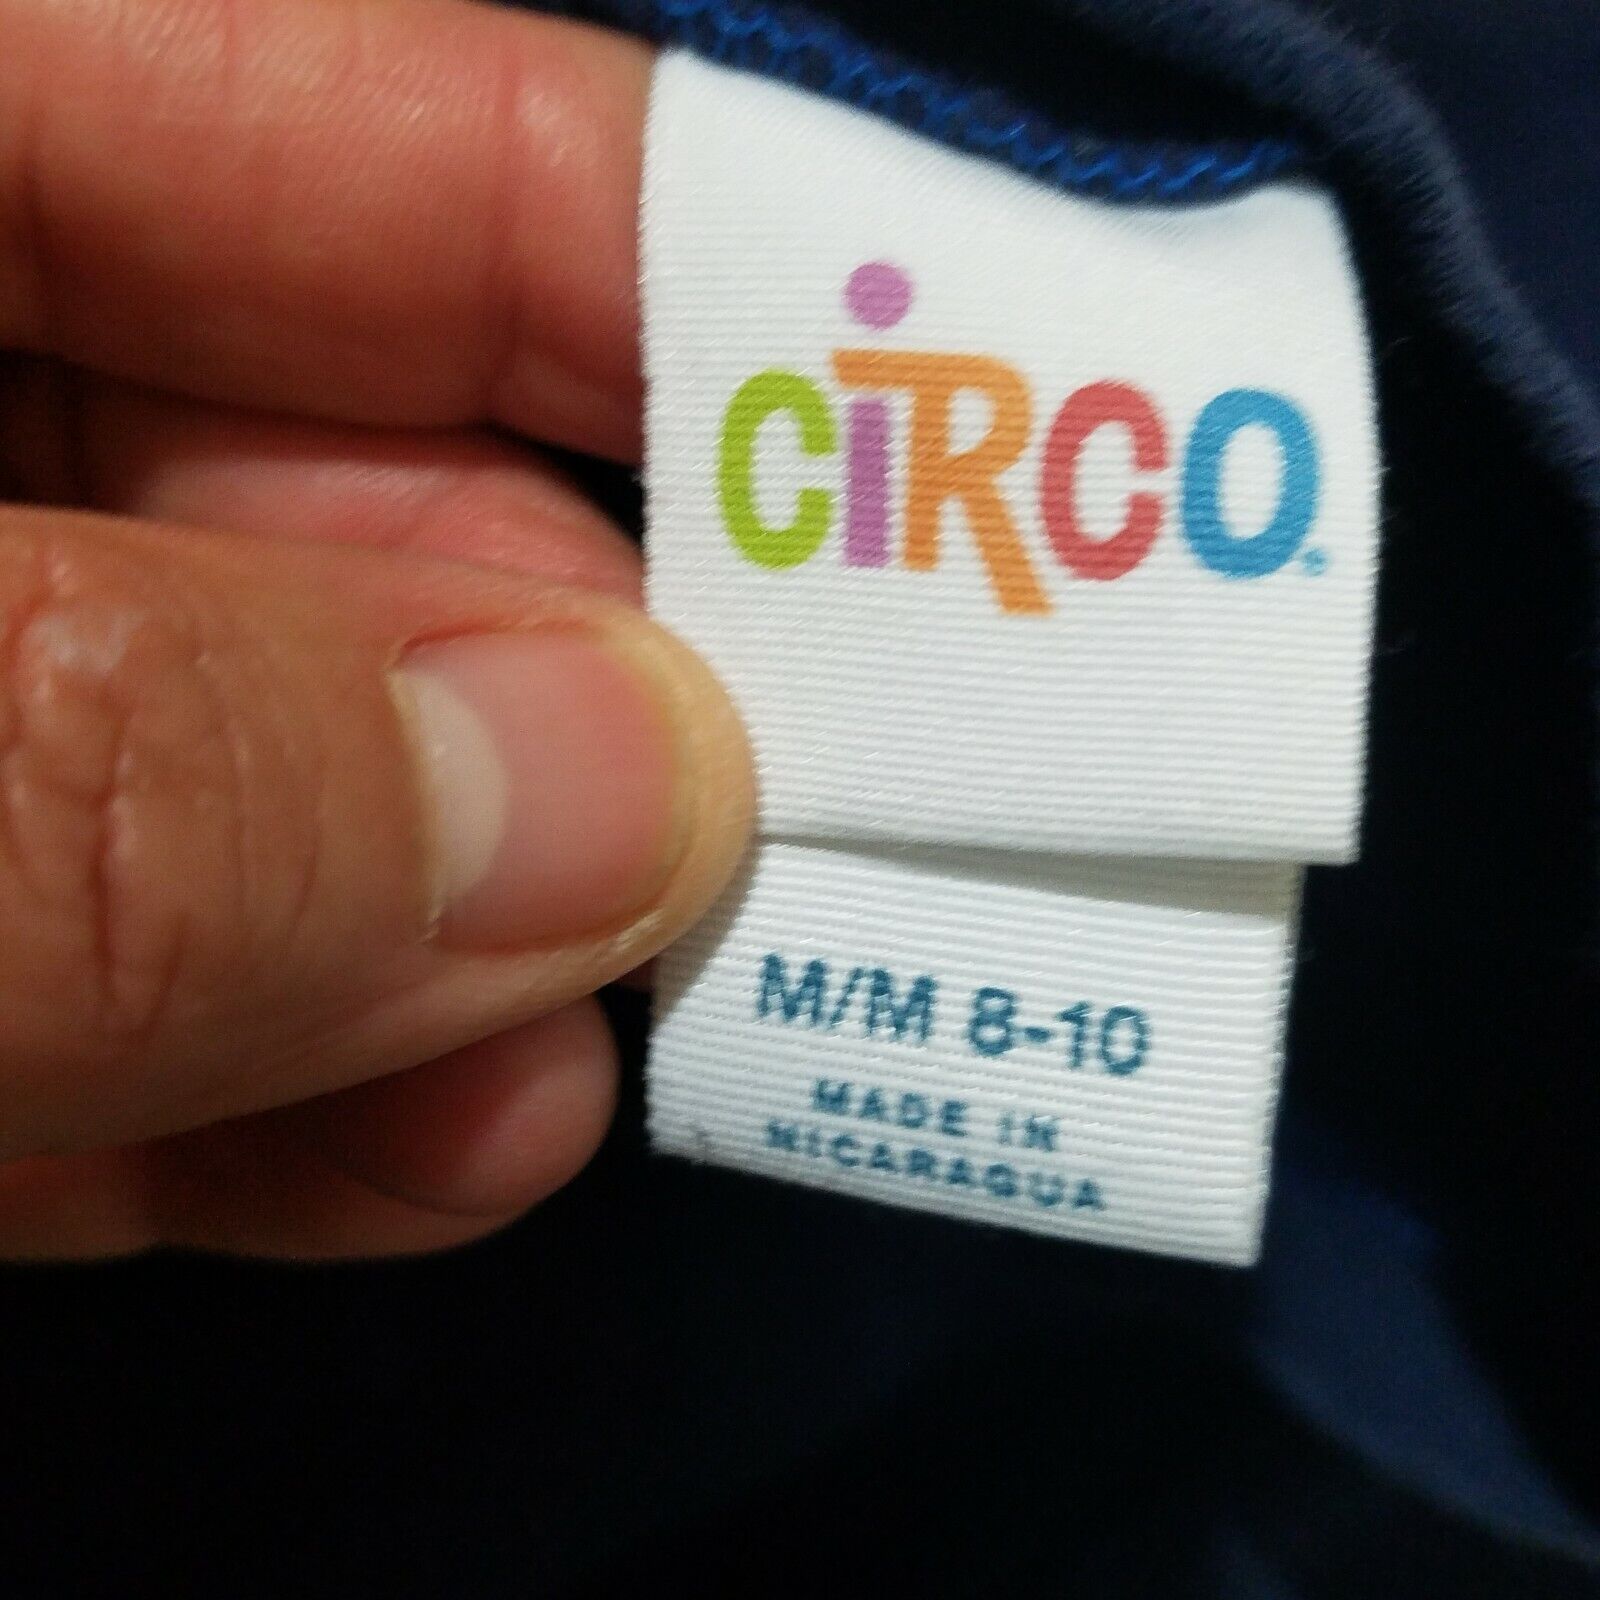 CiRCO.
M/M 8-10
MADE IN
NICARAGUA